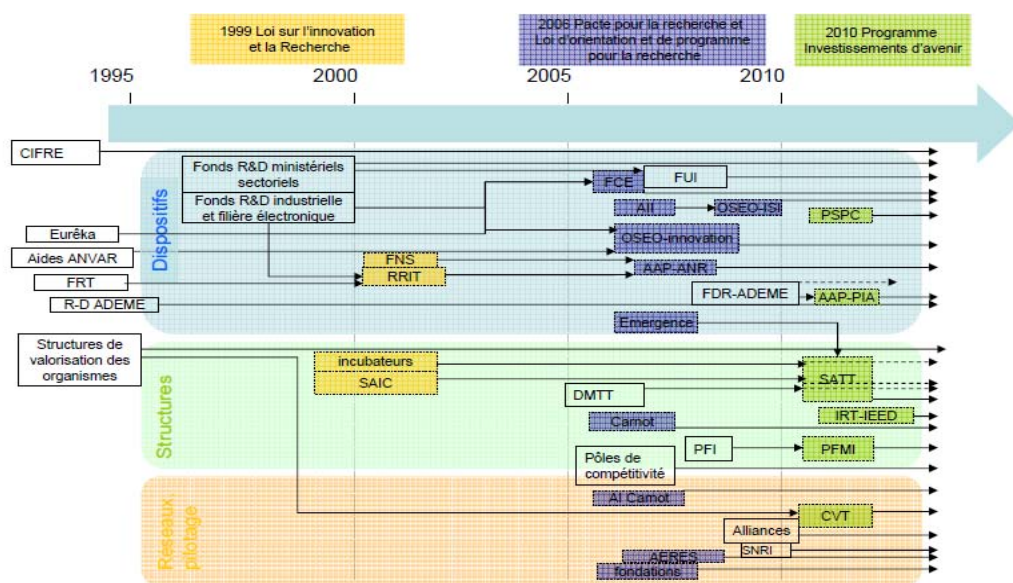 1999 Loi sur l'innovation
et la Recherche
2006 Pacte pour la recherche et
Loi d'orientation et de programme
pour la recherche
2010 Programme
Investissements d'avenir
1995
2000
2005
2010
CIFRE
Fonds R&D ministériels
sectoriels
Fonds R&D industrielle
et filière électronique
FCE
FUI
AII
OSEO-ISI
PSPC
Eurêka
OSEO-innovation
Aides ANVAR
FNS
RRIT
AAP-ANR
FRT
FDR-ADEME
AAP-PIA
R-D ADEME
Emergence
Dispositifs
Structures de
valorisation des
organismes
incubateurs
SAIC
SATT
DMTT
IRT-IEED
Carnot
PFI
PFMI
Pôles de
compétitivité
Structures
AI Carnot
CVT
Alliances
SNRI
AERES
fondations
Réseaux,
pilotage